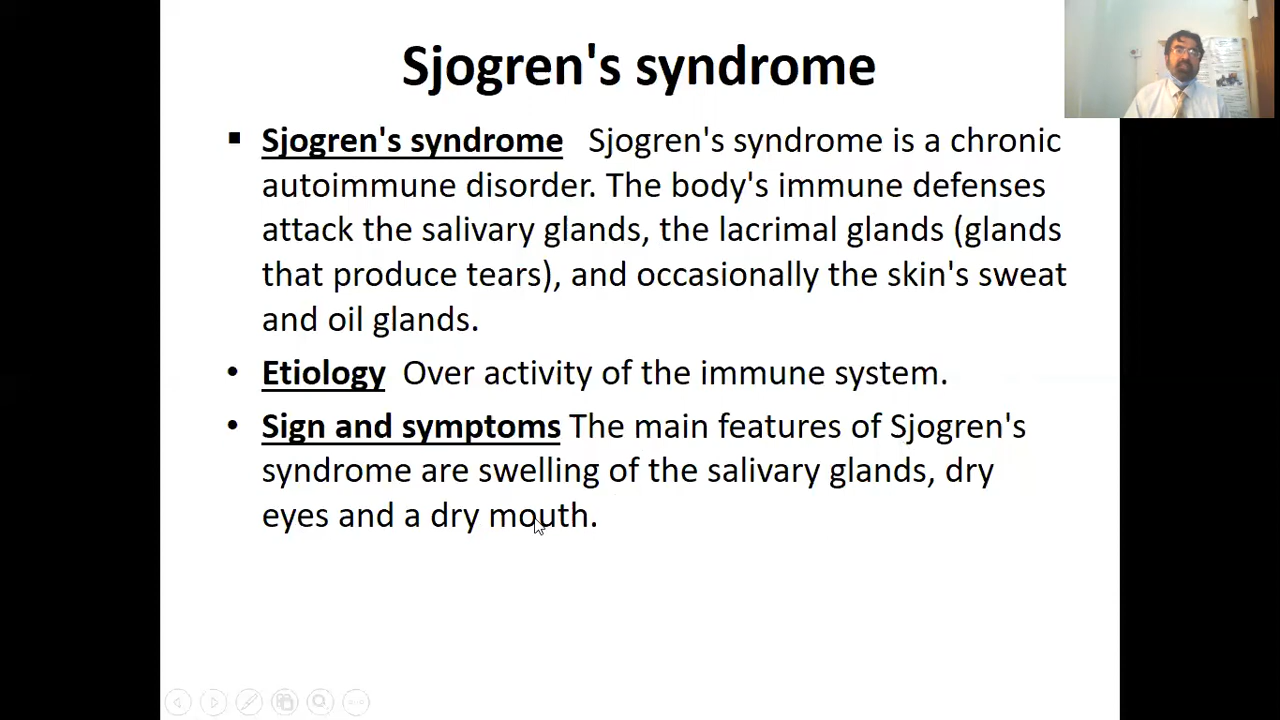 Sjogren's syndrome
▪ Sjogren's syndrome Sjogren's syndrome is a chronic
autoimmune disorder. The body's immune defenses
attack the salivary glands, the lacrimal glands (glands
that produce tears), and occasionally the skin's sweat
and oil glands.
• Etiology Over activity of the immune system.
• Sign and symptoms The main features of Sjogren's
syndrome are swelling of the salivary glands, dry
eyes and a dry mouth.